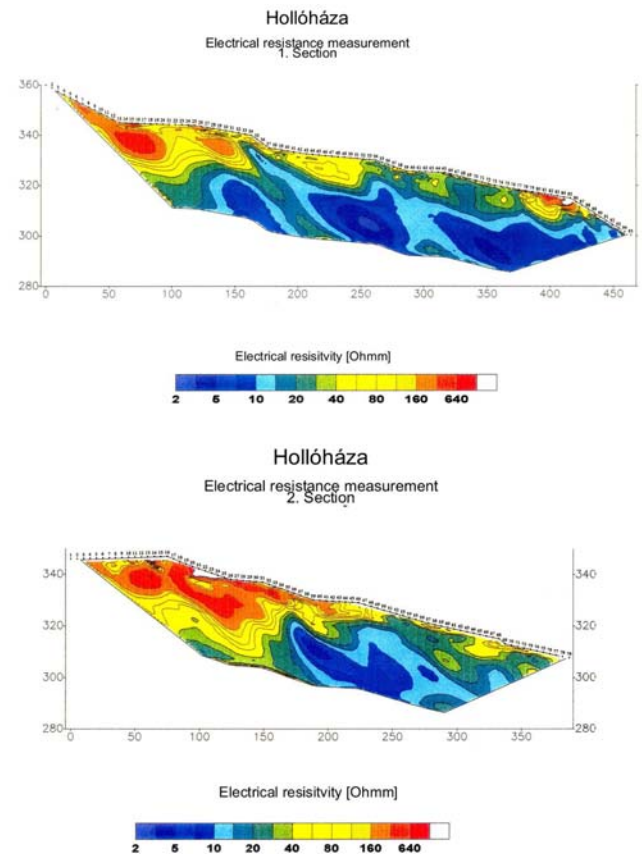 Hollóháza
Electrical resistance measurement
1. Section
360
340
320
300
280
0 50 100 150 200 250 300 350 400 450
Electrical resisitvity [Ohmm]
2 5 10 20 40 80 160 640
Hollóháza
Electrical resistance measurement
2. Section
340 340
320 320
300 300
280 280
0 50 100 150 200 250 300 350
Electrical resisitvity [Ohmm]
2 5 10 20 40 80 160 640